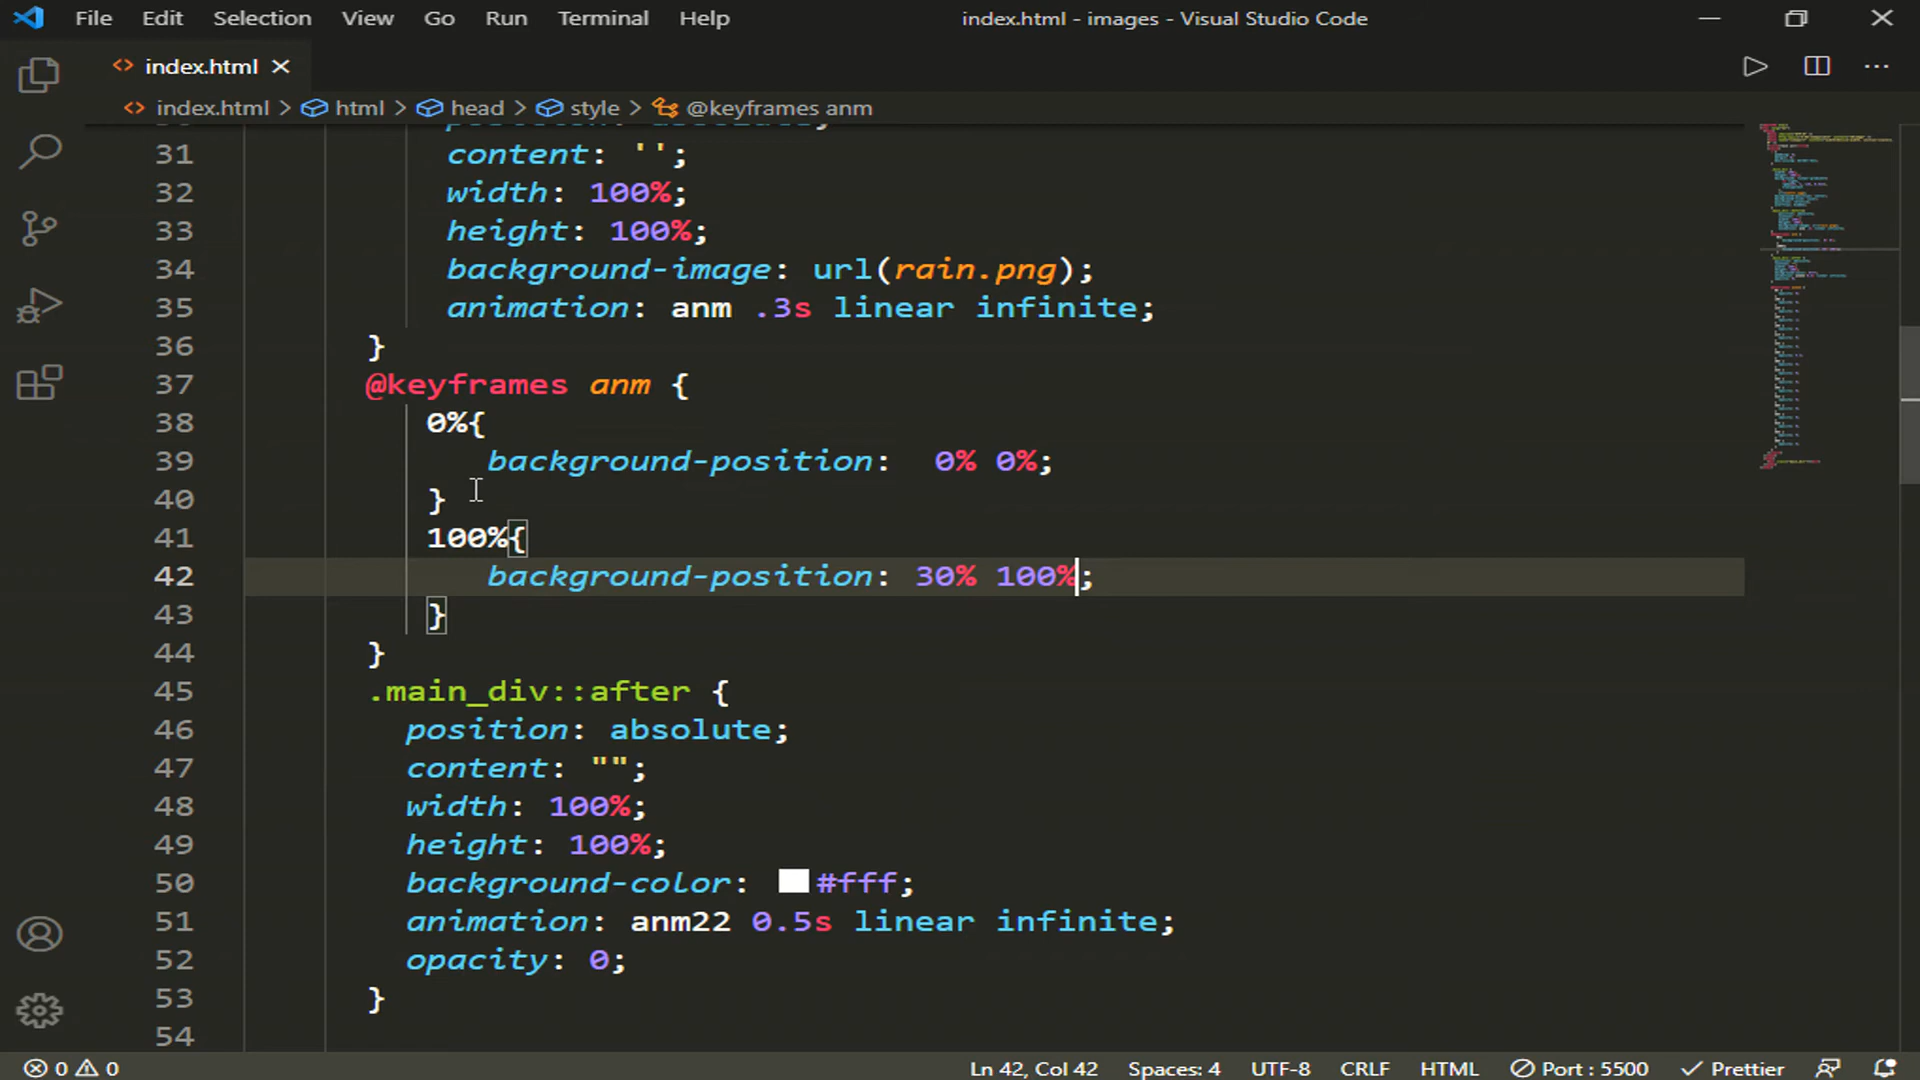 File Edit Selection View Go Run Terminal Help index.html - images - Visual Studio Code
index.html
index.html > html > head > style > @keyframes anm
31 content: '';
32 width: 100%;
33 height: 100%;
34 background-image: url(rain.png);
35 animation: anm .3s linear infinite;
36 }
37 @keyframes anm {
38 0%{
39 background-position:  0% 0%;
40 }
41 100%{
42 background-position: 30% 100%;
43 }
44 }
45 .main_div::after {
46 position: absolute;
47 content: "";
48 width: 100%;
49 height: 100%;
50 background-color: #fff;
51 animation: anm22 0.5s linear infinite;
52 opacity: 0;
53 }
54
0 0 Ln 42, Col 42 Spaces: 4 UTF-8 CRLF HTML Port : 5500 Prettier